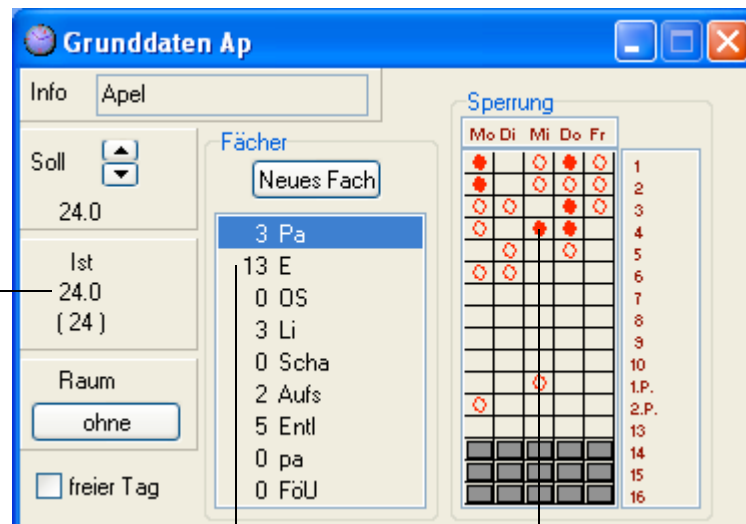 Grunddaten Ap
Info Apel
Soll
24.0
Ist
24.0
( 24 )
Raum
ohne
freier Tag
Fächer
Neues Fach
3 Pa
13 E
0 OS
3 Li
0 Scha
2 Aufs
5 Entl
0 pa
0 FöU
Sperrung
Mo Di Mi Do Fr
1
2
3
4
5
6
7
8
9
10
1.P.
2.P.
13
14
15
16